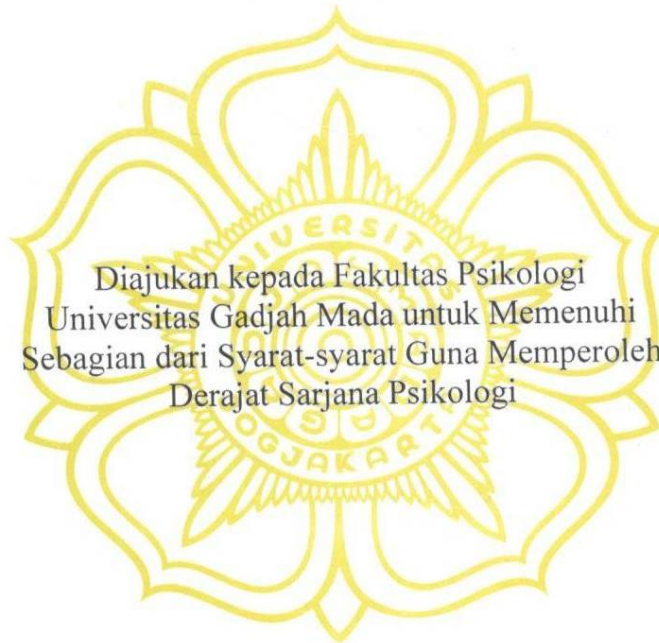 Diajukan kepada Fakultas Psikologi
Universitas Gadjah Mada untuk Memenuhi
Sebagian dari Syarat-syarat Guna Memperoleh
Derajat Sarjana Psikologi
UNIVERSITAS
YOGJAKARTA